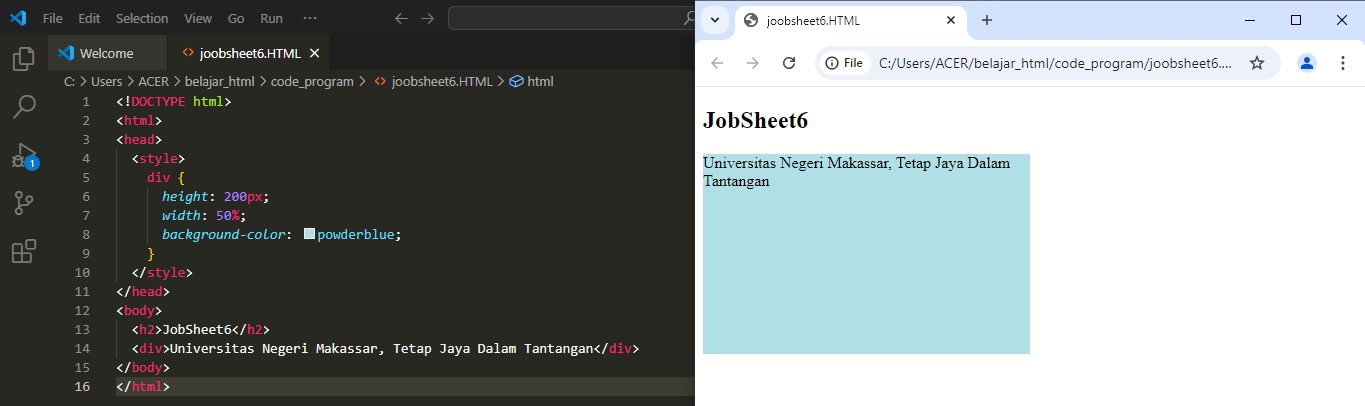 File Edit Selection View Go Run ...
Welcome
joobsheet6.HTML
C: > Users > ACER > belajar_html > code_program > joobsheet6.HTML > html
1 <!DOCTYPE html>
2 <html>
3 <head>
4 <style>
5 div {
6 height: 200px;
7 width: 50%;
8 background-color: powderblue;
9 }
10 </style>
11 </head>
12 <body>
13 <h2>JobSheet6</h2>
14 <div>Universitas Negeri Makassar, Tetap Jaya Dalam Tantangan</div>
15 </body>
16 </html>
1
joobsheet6.HTML
File C:/Users/ACER/belajar_html/code_program/joobsheet6....
JobSheet6
Universitas Negeri Makassar, Tetap Jaya Dalam
Tantangan